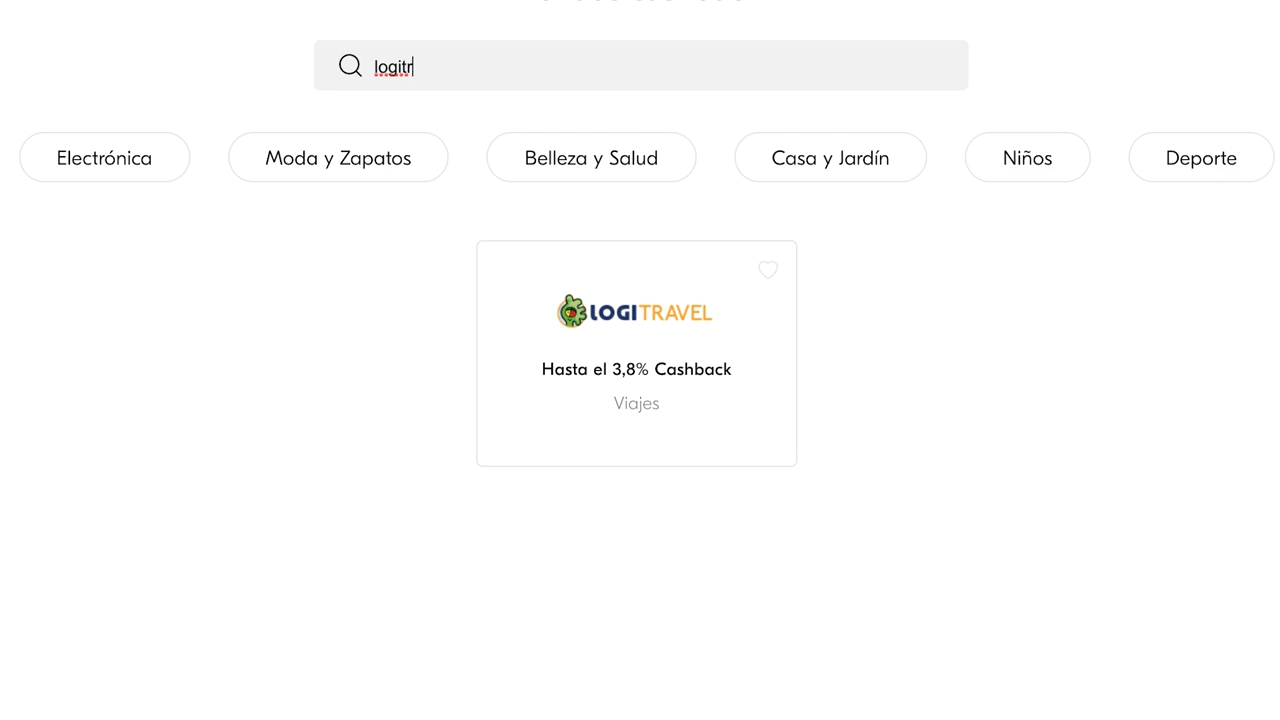 logitr
Electrónica
Moda y Zapatos
Belleza y Salud
Casa y Jardín
Niños
Deporte
LOGITRAVEL
Hasta el 3,8% Cashback
Viajes